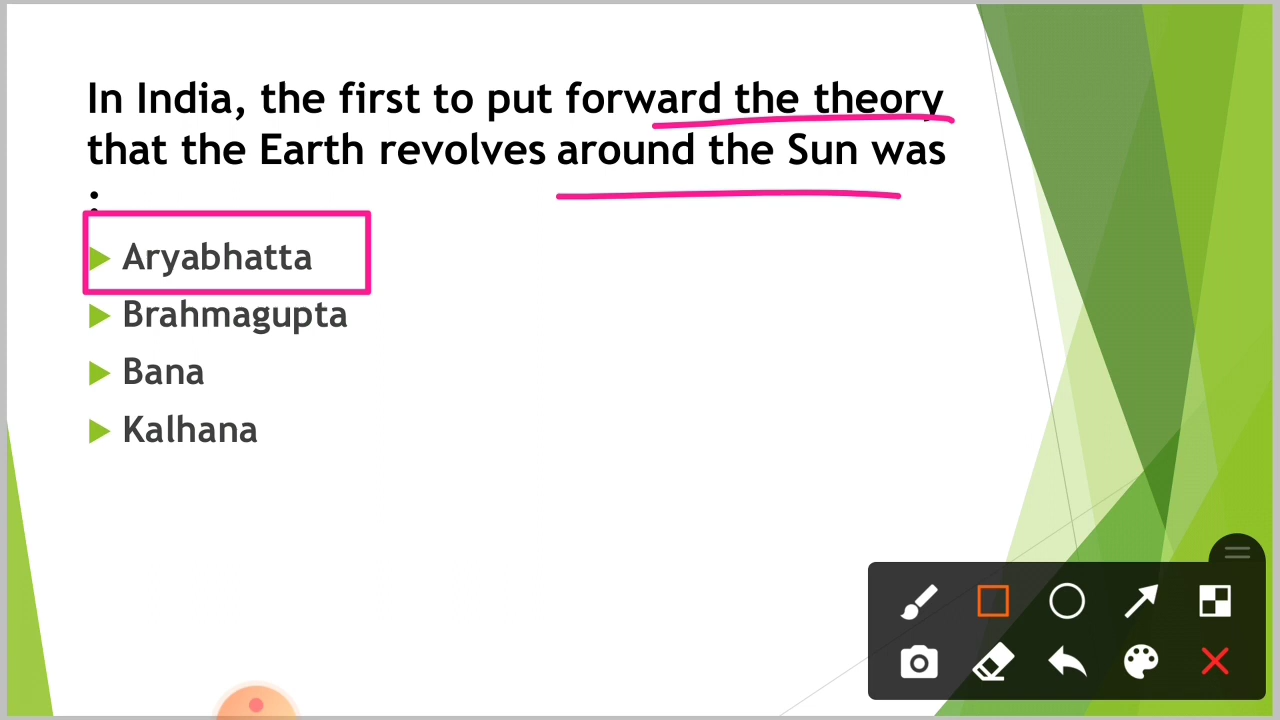 In India, the first to put forward the theory
that the Earth revolves around the Sun was
:
Aryabhatta
Brahmagupta
Bana
Kalhana